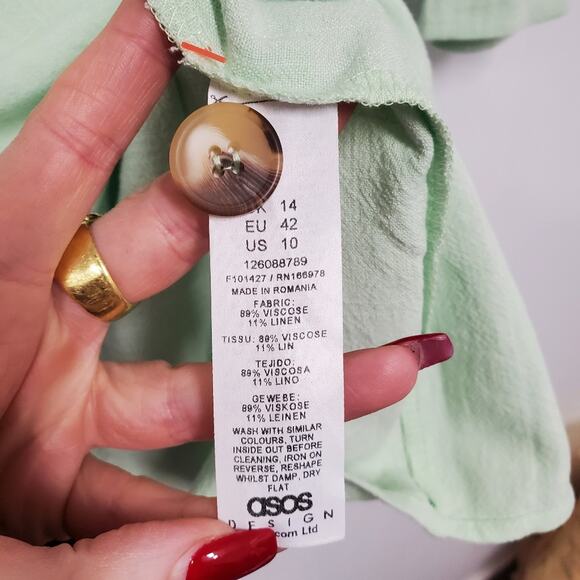 14
EU 42
US 10
126088789
F101427 / RN166978
MADE IN ROMANIA
FABRIC:
89% VISCOSE
11% LINEN
TISSU: 89% VISCOSE
11% LIN
TEJIDO:
89% VISCOSA
11% LINO
GEWEBE:
89% VISKOSE
11% LEINEN
WASH WITH SIMILAR
COLOURS, TURN
INSIDE OUT BEFORE
CLEANING, IRON ON
REVERSE, RESHAPE
WHILST DAMP, DRY
FLAT
asos
DESIGN
.com Ltd